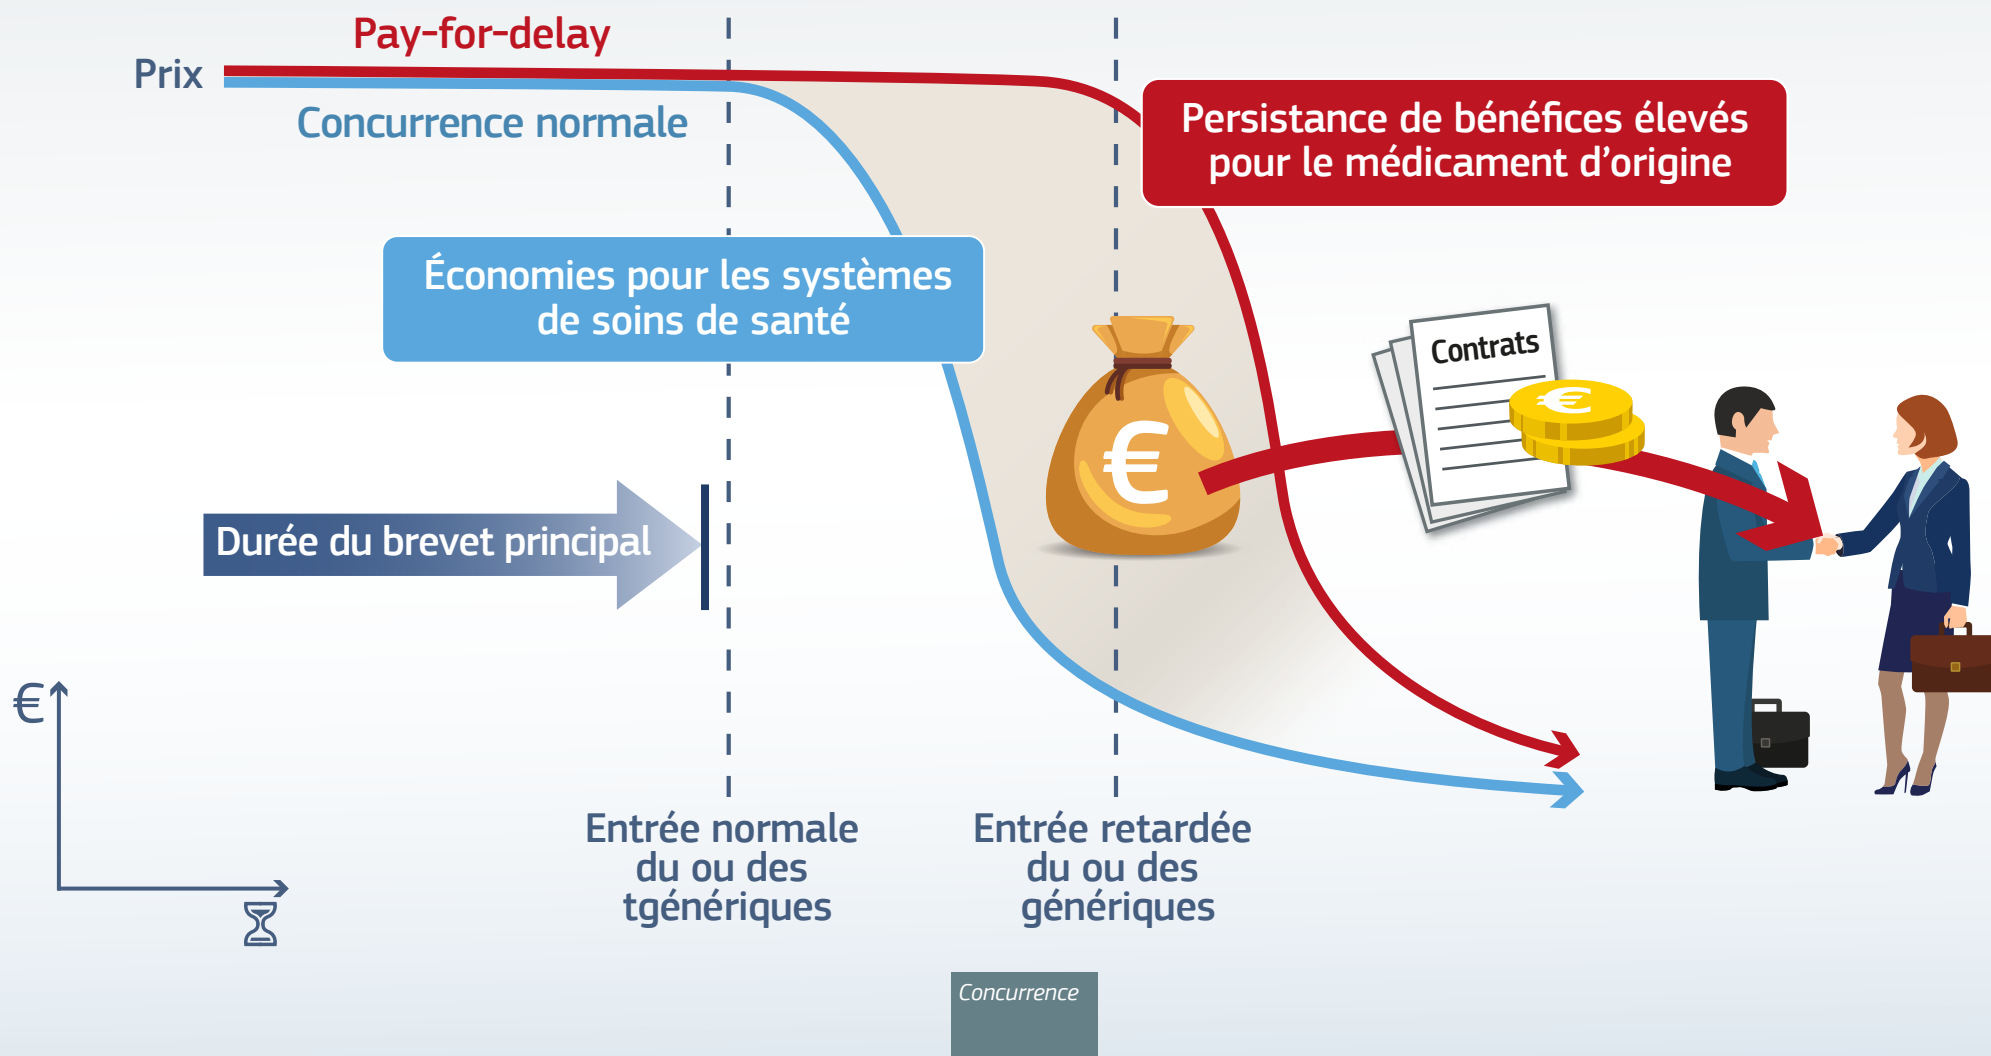 Pay-for-delay
Prix
Concurrence normale
Persistance de bénéfices élevés
pour le médicament d’origine
Économies pour les systèmes
de soins de santé
Contrats
€
€
Durée du brevet principal
€
Entrée normale
du ou des
tgénériques
Entrée retardée
du ou des
génériques
Concurrence